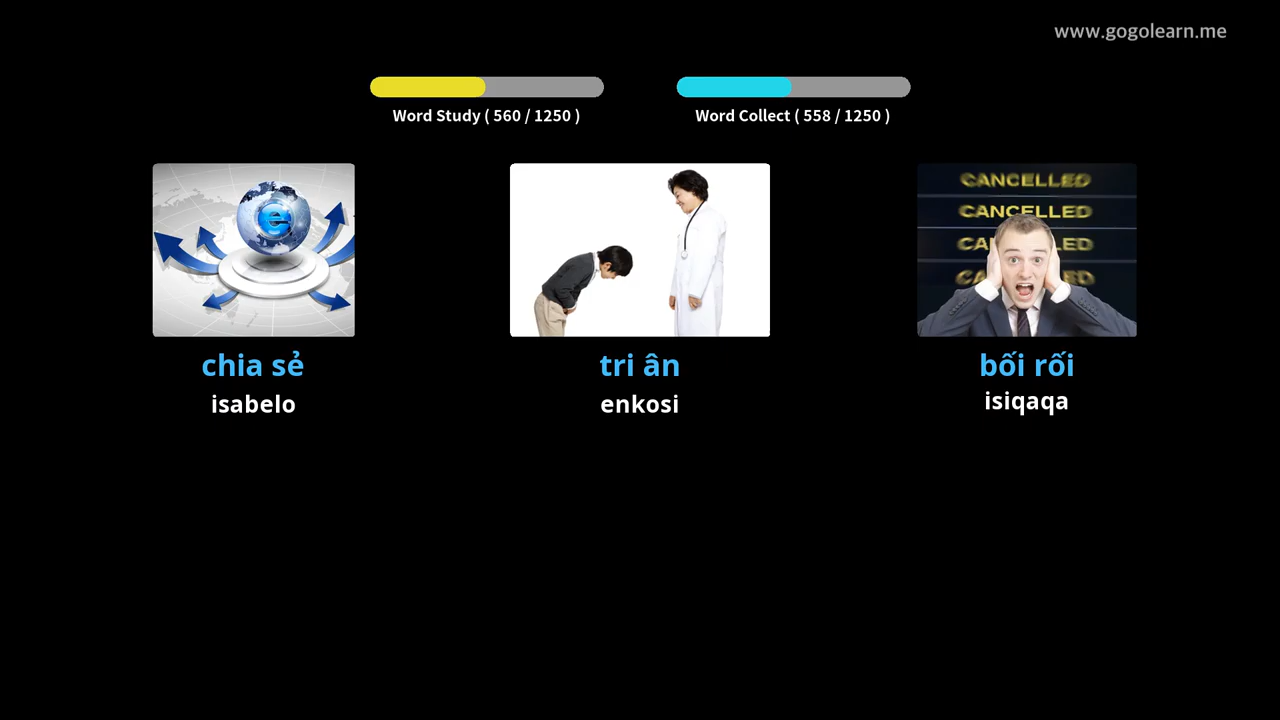 www.gogolearn.me
Word Study ( 560 / 1250 )
Word Collect ( 558 / 1250 )
e
CANCELLED
CANCELLED
chia sẻ
tri ân
bối rối
isabelo
enkosi
isiqaqa